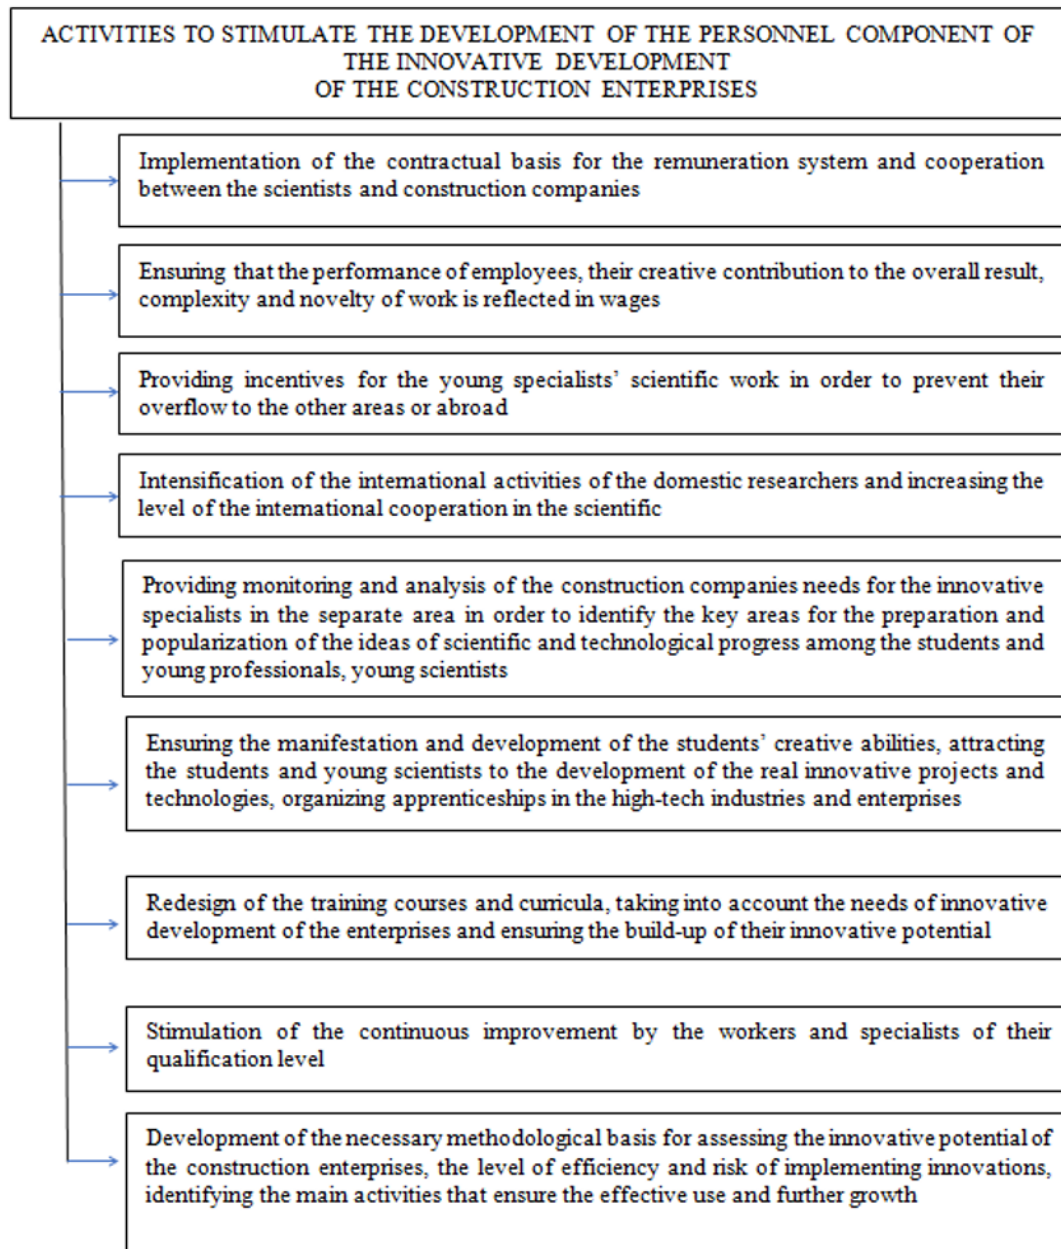 ACTIVITIES TO STIMULATE THE DEVELOPMENT OF THE PERSONNEL COMPONENT OF
THE INNOVATIVE DEVELOPMENT
OF THE CONSTRUCTION ENTERPRISES
Implementation of the contractual basis for the remuneration system and cooperation
between the scientists and construction companies
Ensuring that the performance of employees, their creative contribution to the overall result,
complexity and novelty of work is reflected in wages
Providing incentives for the young specialists’ scientific work in order to prevent their
overflow to the other areas or abroad
Intensification of the international activities of the domestic researchers and increasing the
level of the international cooperation in the scientific
Providing monitoring and analysis of the construction companies needs for the innovative
specialists in the separate area in order to identify the key areas for the preparation and
popularization of the ideas of scientific and technological progress among the students and
young professionals, young scientists
Ensuring the manifestation and development of the students’ creative abilities, attracting
the students and young scientists to the development of the real innovative projects and
technologies, organizing apprenticeships in the high-tech industries and enterprises
Redesign of the training courses and curricula, taking into account the needs of innovative
development of the enterprises and ensuring the build-up of their innovative potential
Stimulation of the continuous improvement by the workers and specialists of their
qualification level
Development of the necessary methodological basis for assessing the innovative potential of
the construction enterprises, the level of efficiency and risk of implementing innovations,
identifying the main activities that ensure the effective use and further growth